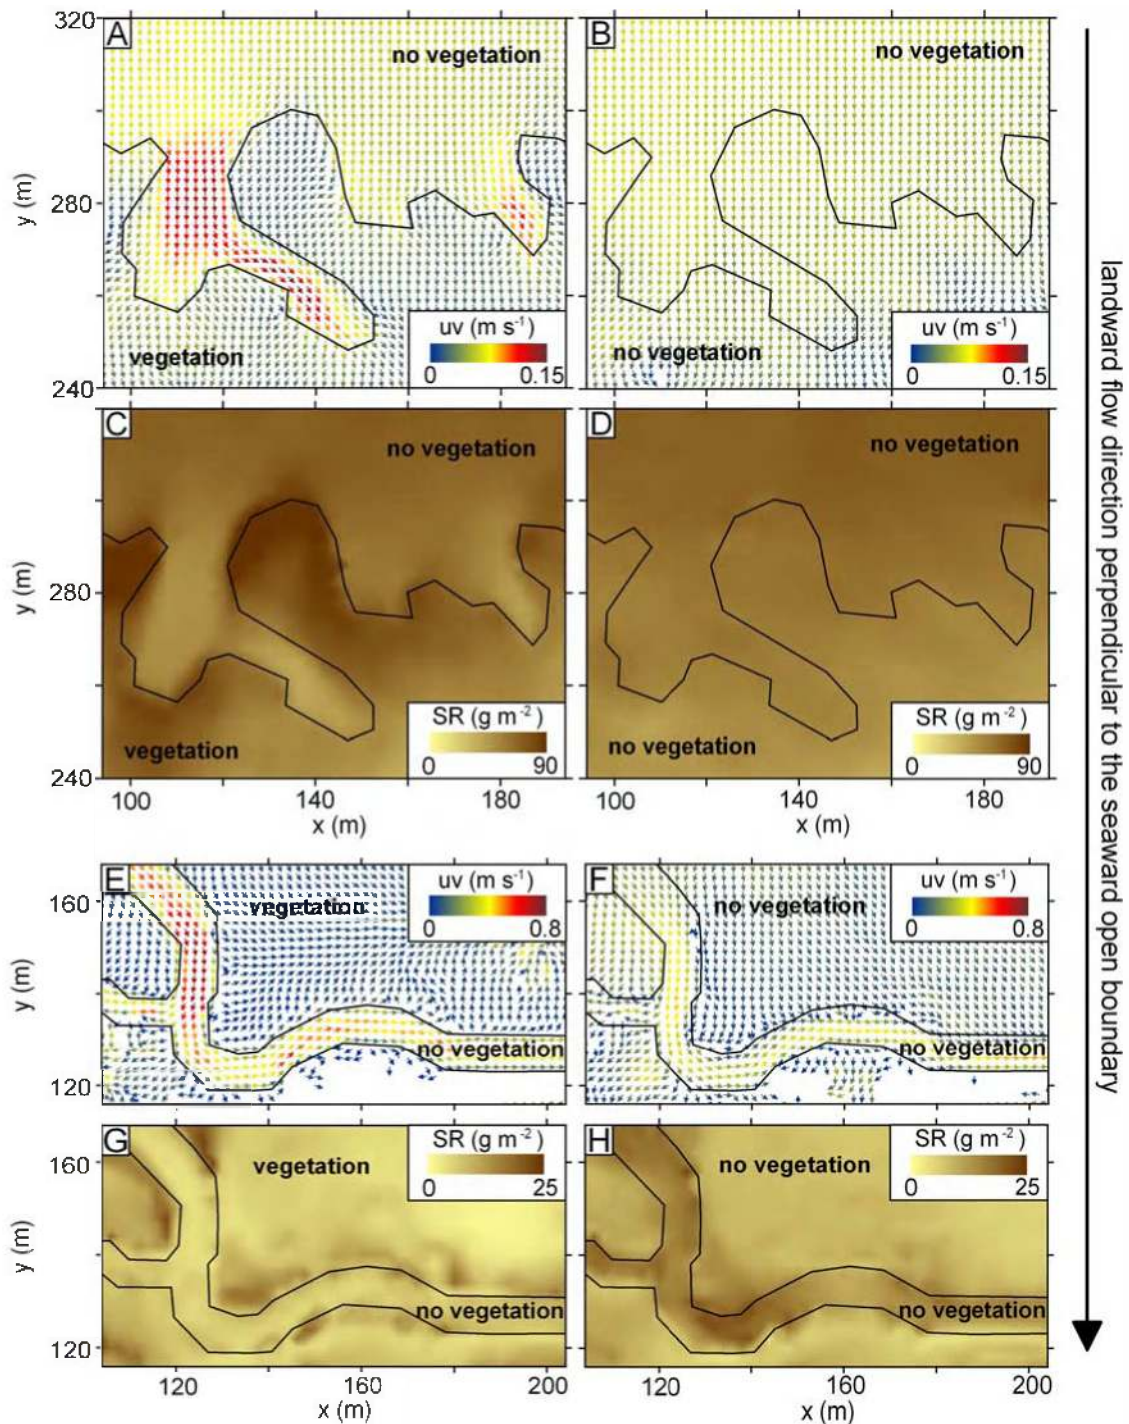 320
A
no vegetation
B
no vegetation
y (m)
280
uv (m s-1)
0
0.15
vegetation
uv (m s-1)
0
0.15
no vegetation
240
C
no vegetation
D
no vegetation
y (m)
280
SR (g m-2)
0
90
vegetation
SR (g m-2)
0
90
no vegetation
240
100
140
180
x (m)
100
140
180
x (m)
E
vegetation
uv (m s-1)
0
0.8
F
no vegetation
uv (m s-1)
0
0.8
160
y (m)
no vegetation
no vegetation
120
G
vegetation
SR (g m-2)
0
25
H
no vegetation
SR (g m-2)
0
25
160
y (m)
no vegetation
no vegetation
120
120
160
200
x (m)
120
160
200
x (m)
landward flow direction perpendicular to the seaward open boundary